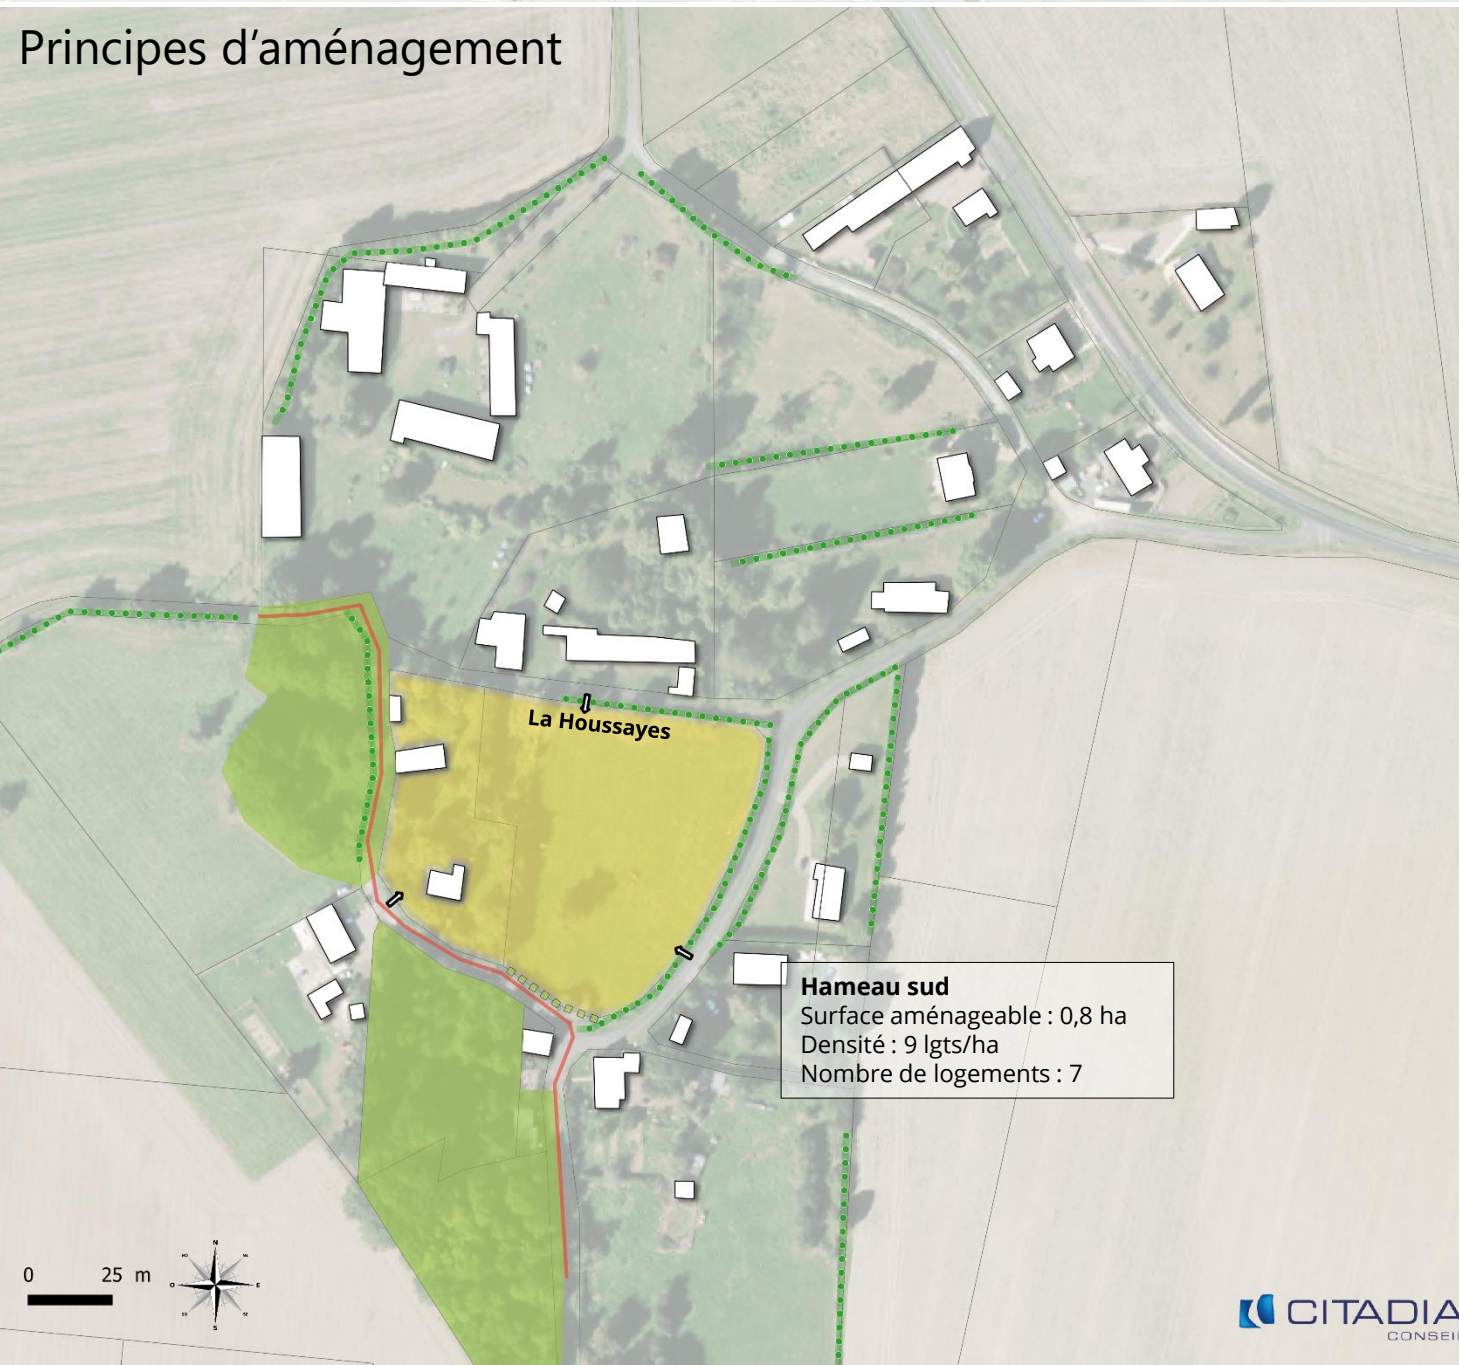 Principes d'aménagement
La Houssayes
Hameau sud
Surface aménageable : 0,8 ha
Densité : 9 lgts/ha
Nombre de logements : 7
0 25 m
N
O E
S
CITADIA
CONSEI